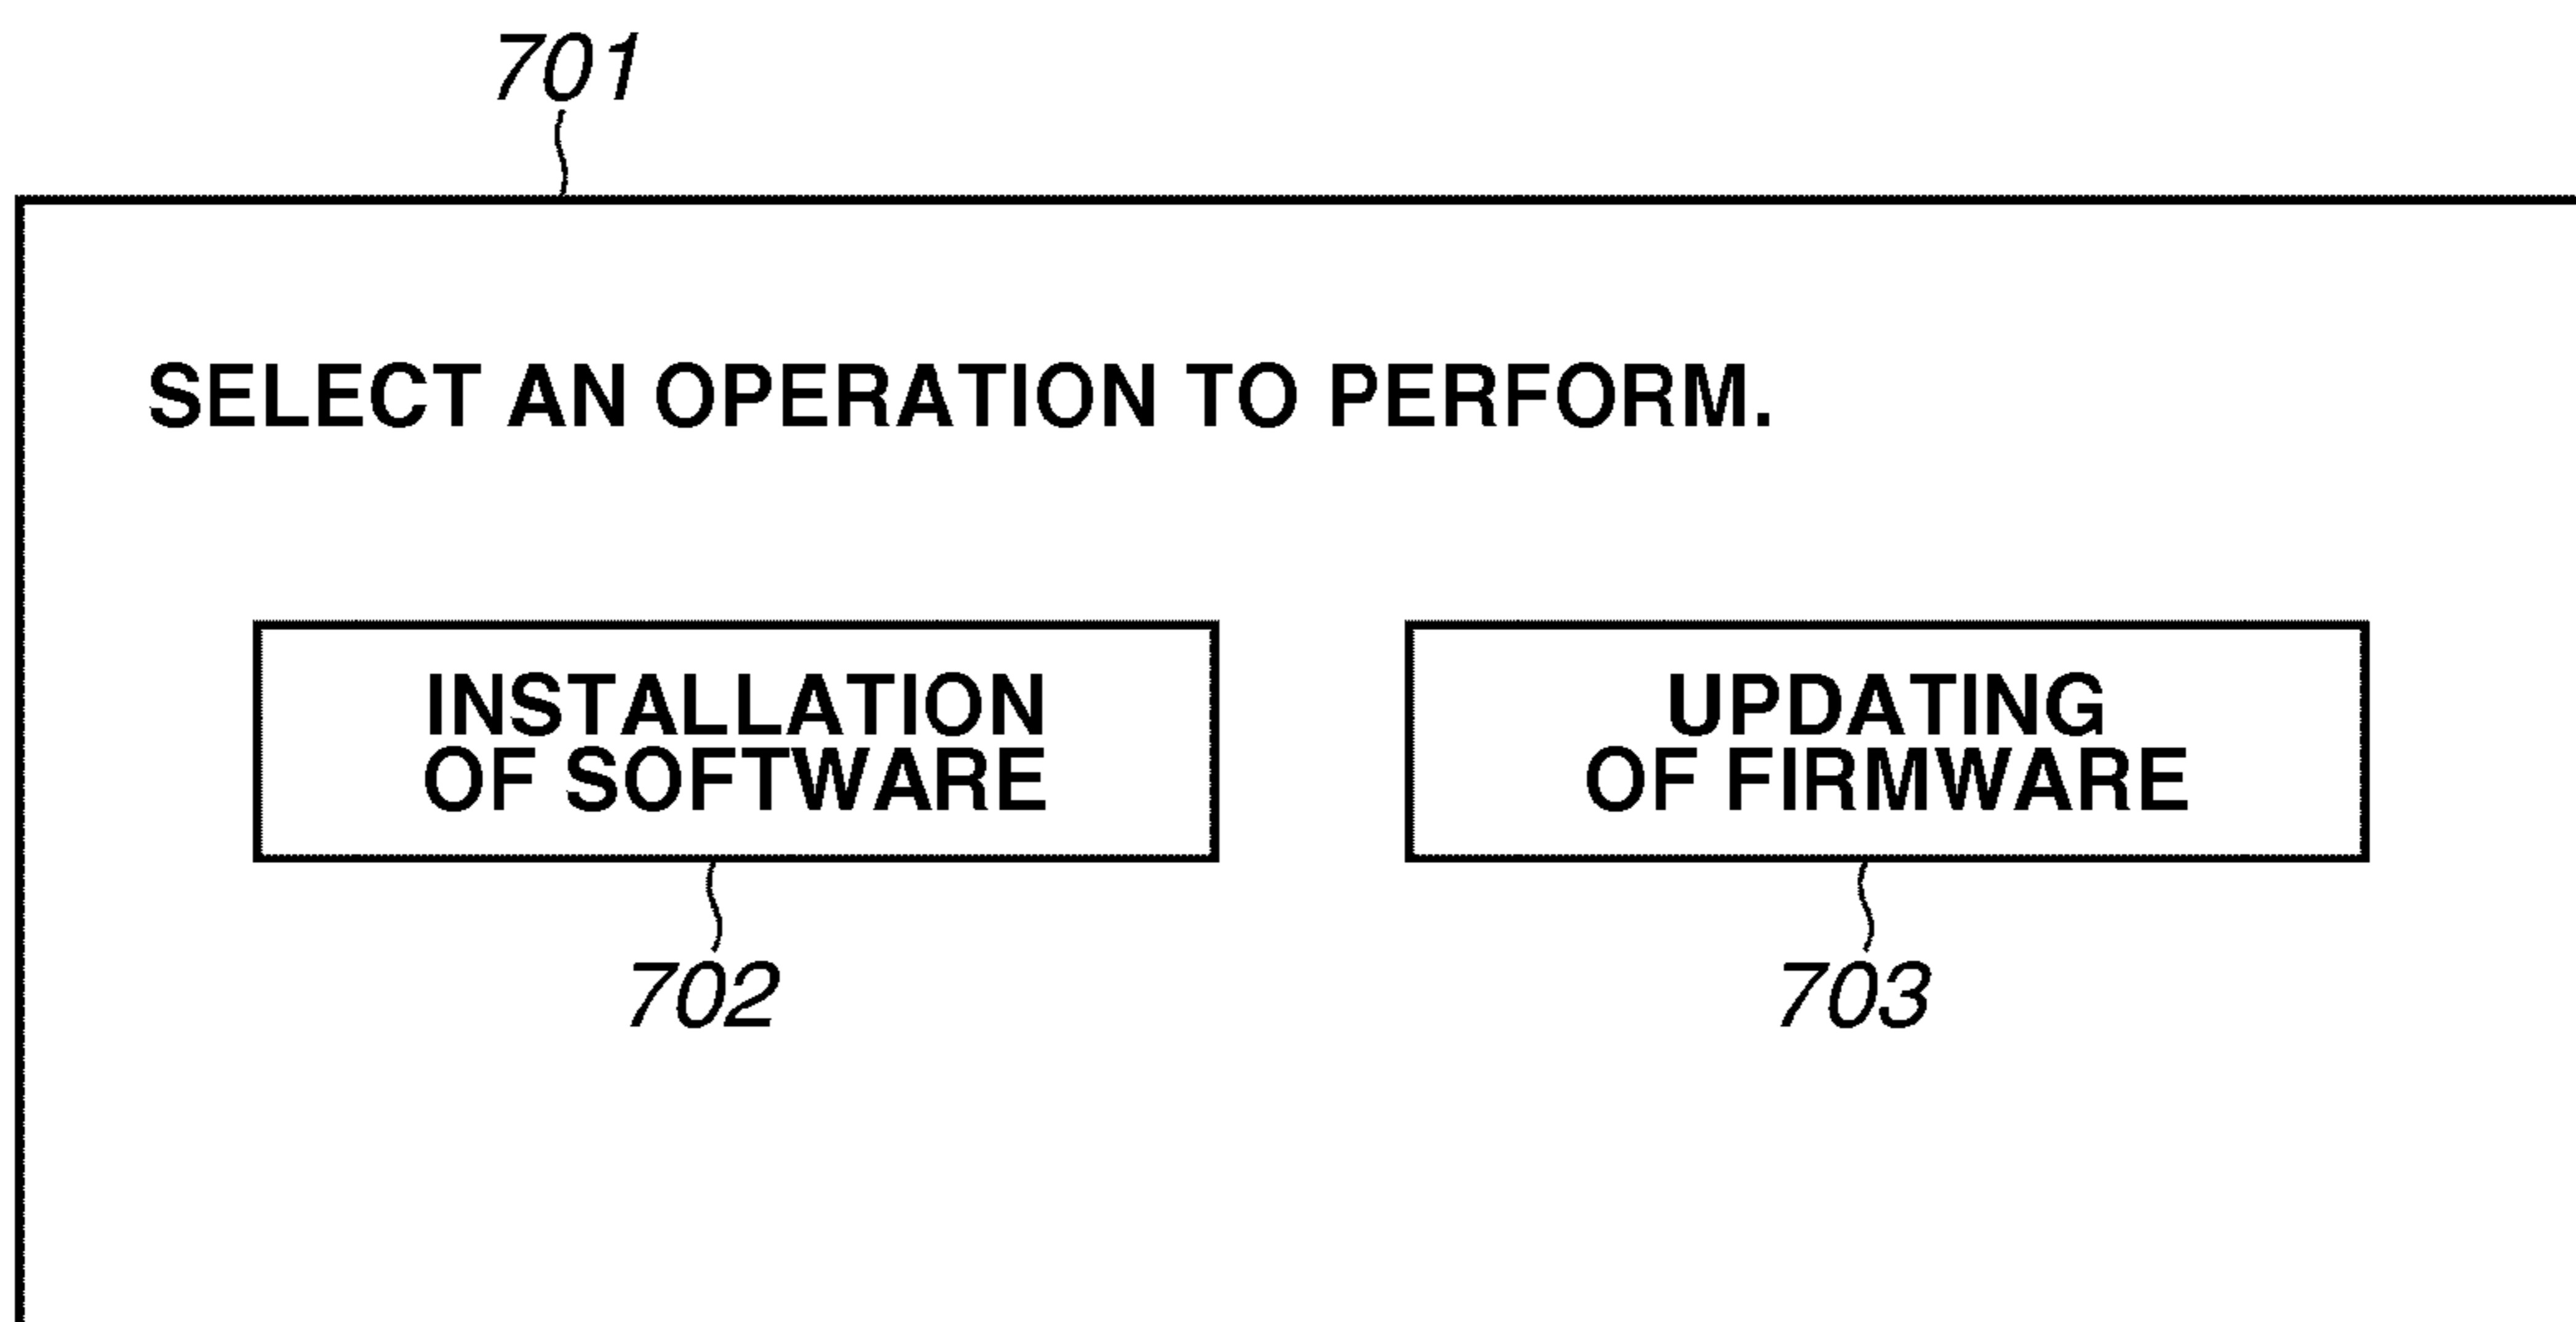 701
SELECT AN OPERATION TO PERFORM.
INSTALLATION
OF SOFTWARE
UPDATING
OF FIRMWARE
702
703